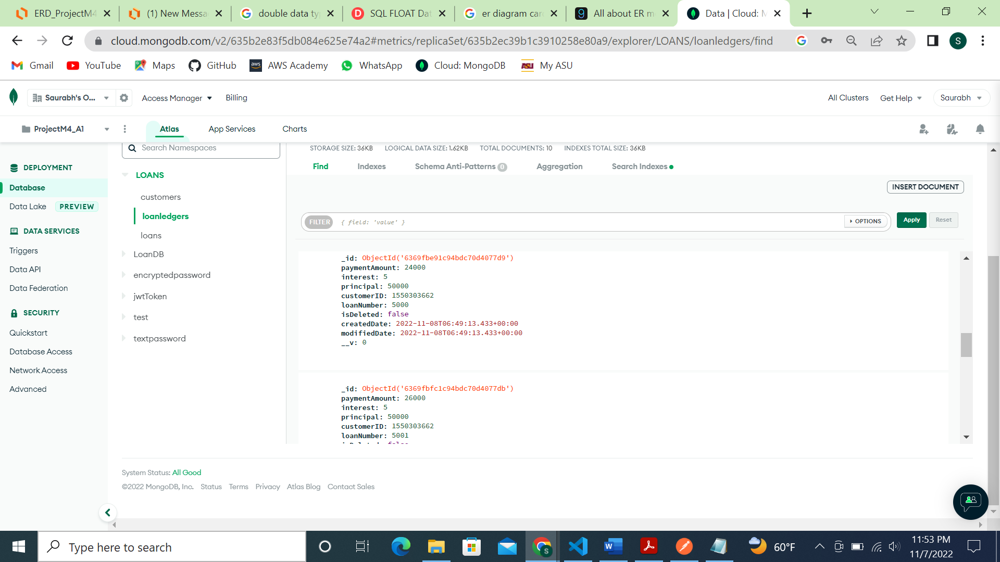 ERD_ProjectM4
(1) New Messa
double data typ
SQL FLOAT Dat
er diagram card
All about ER m
Data | Cloud: M
cloud.mongodb.com/v2/635b2e83f5db084e625e74a2#metrics/replicaSet/635b2ec39b1c3910258e80a9/explorer/LOANS/loanledgers/find
S
Gmail YouTube Maps GitHub AWS Academy WhatsApp Cloud: MongoDB My ASU
Saurabh's O... Access Manager Billing
All Clusters Get Help Saurabh
ProjectM4_A1 Atlas App Services Charts
DEPLOYMENT
Database
Data Lake PREVIEW
DATA SERVICES
Triggers
Data API
Data Federation
SECURITY
Quickstart
Database Access
Network Access
Advanced
Search Namespaces
LOANS
customers
loanledgers
loans
LoanDB
encryptedpassword
jwtToken
test
textpassword
STORAGE SIZE: 36KB LOGICAL DATA SIZE: 1.62KB TOTAL DOCUMENTS: 10 INDEXES TOTAL SIZE: 36KB
Find Indexes Schema Anti-Patterns 0 Aggregation Search Indexes
INSERT DOCUMENT
FILTER { field: 'value' } OPTIONS Apply Reset
_id: ObjectId('6369fbe91c94bdc70d4077d9')
paymentAmount: 24000
interest: 5
principal: 50000
customerID: 1550303662
loanNumber: 5000
isDeleted: false
createdDate: 2022-11-08T06:49:13.433+00:00
modifiedDate: 2022-11-08T06:49:13.433+00:00
__v: 0
_id: ObjectId('6369fbfc1c94bdc70d4077db')
paymentAmount: 26000
interest: 5
principal: 50000
customerID: 1550303662
loanNumber: 5001
isDeleted: false
System Status: All Good
©2022 MongoDB, Inc. Status Terms Privacy Atlas Blog Contact Sales
Type here to search
60°F
11:53 PM
11/7/2022